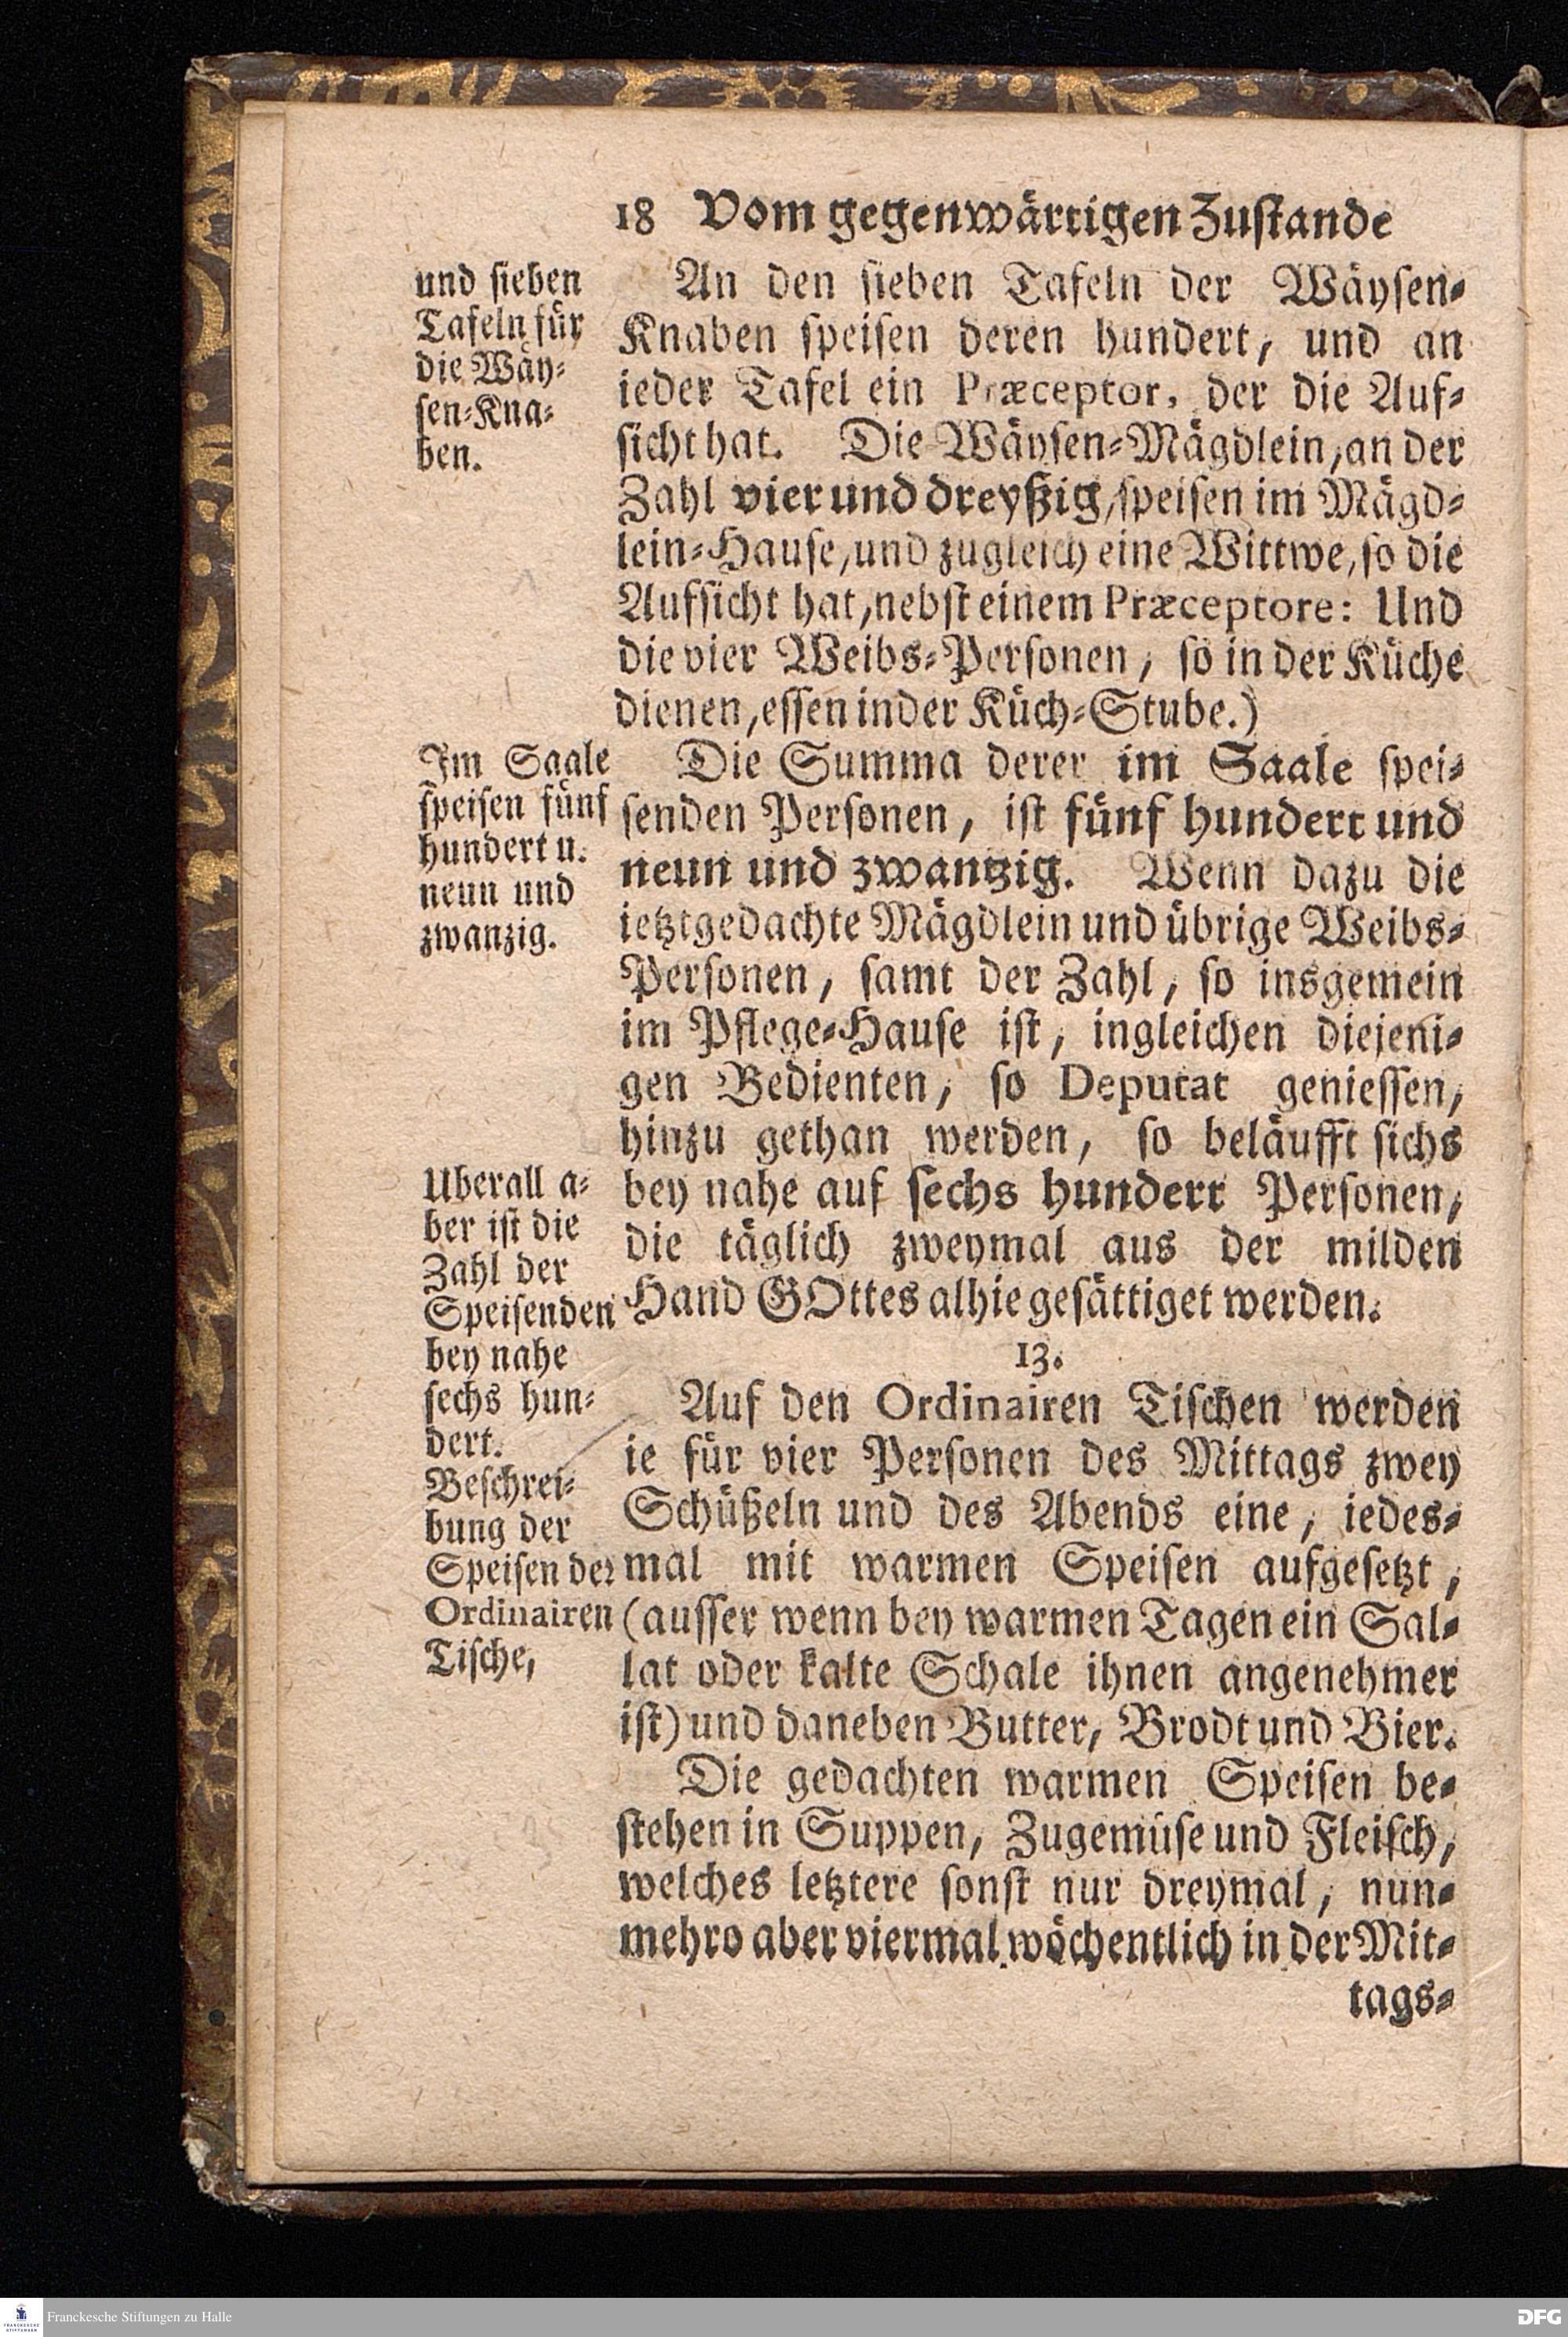 18 Vom gegenwärtigen Zustande
und sieben
Tafeln für
die Wäy-
sen-Kna-
ben.
An den sieben Tafeln der Wäysen-
Knaben speisen deren hundert, und an
ieder Tafel ein Præceptor, der die Auf-
sicht hat. Die Wäysen-Mägdlein, an der
Zahl vier und dreyßig, speisen im Mägd-
lein-Hause, und zugleich eine Wittwe, so die
Aufsicht hat, nebst einem Præceptore: Und
die vier Weibs-Personen, so in der Küche
dienen, essen in der Küch-Stube.)
Im Saale
speisen fünf
hundert u.
neun und
zwanzig.
Die Summa derer im Saale spei-
senden Personen, ist fünf hundert und
neun und zwantzig. Wenn dazu die
ietztgedachte Mägdlein und übrige Weibs-
Personen, samt der Zahl, so insgemein
im Pflege-Hause ist, ingleichen diejeni-
gen Bedienten, so Deputat geniessen,
hinzu gethan werden, so beläufft sichs
bey nahe auf sechs hundert Personen,
die täglich zweymal aus der milden
Hand GOttes alhie gesättiget werden.
Uberall a-
ber ist die
Zahl der
Speisenden
bey nahe
sechs hun-
dert.
Beschrei-
bung der
Speisen der
Ordinairen
Tische,
13.
Auf den Ordinairen Tischen werden
ie für vier Personen des Mittags zwey
Schüßeln und des Abends eine, iedes-
mal mit warmen Speisen aufgesetzt,
(ausser wenn bey warmen Tagen ein Sal-
lat oder kalte Schale ihnen angenehmer
ist) und daneben Butter, Brodt und Bier.
Die gedachten warmen Speisen be-
stehen in Suppen, Zugemüse und Fleisch,
welches letztere sonst nur dreymal, nun-
mehro aber viermal wöchentlich in der Mit-
tags-
FRANCKESCHE
STIFTUNGEN
Franckesche Stiftungen zu Halle
DFG